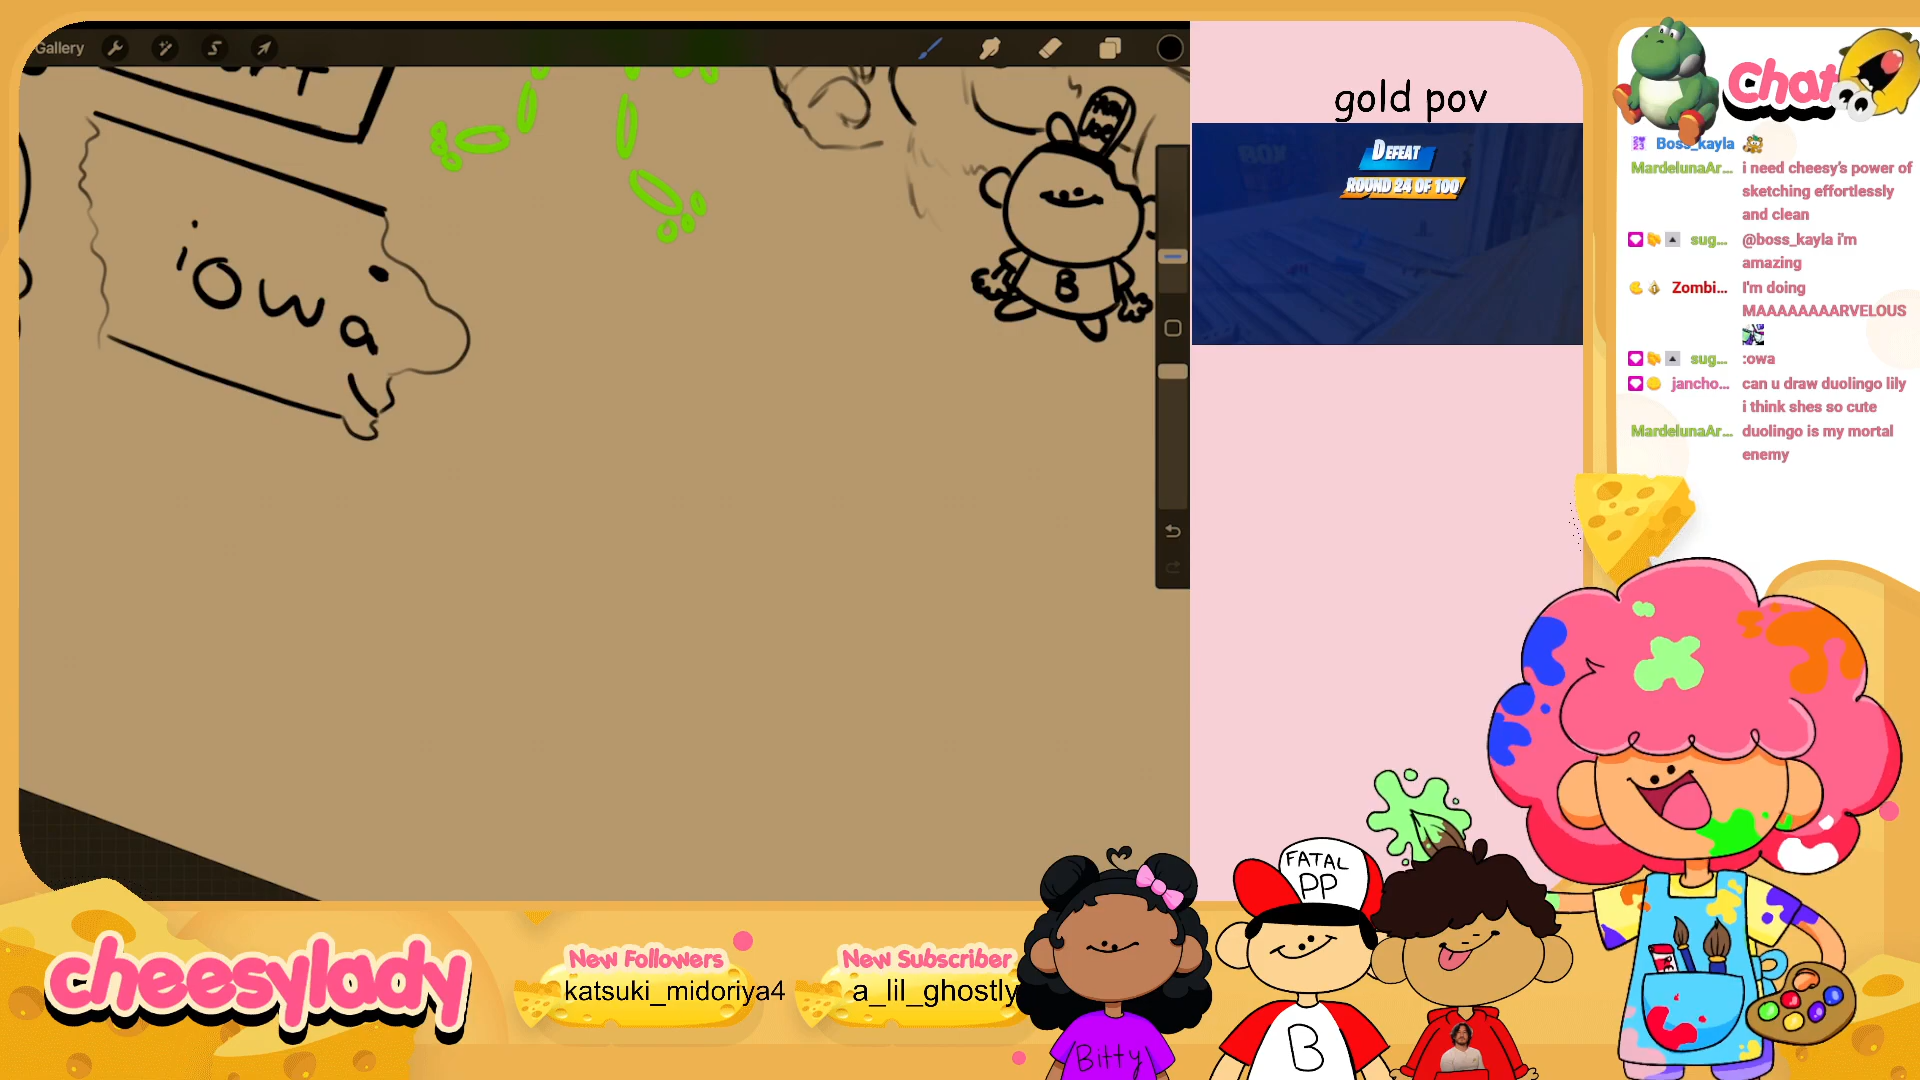 Gallery
iowa
B
gold pov
DEFEAT
ROUND 24 OF 100
Chat
Boss_kayla
MardelunaAr... i need cheesy's power of
sketching effortlessly
and clean
sug... @boss_kayla i'm
amazing
Zombi... I'm doing
MAAAAAAAARVELOUS
sug... :owa
jancho... can u draw duolingo lily
i think shes so cute
MardelunaAr... duolingo is my mortal
enemy
cheesylady
New Followers
katsuki_midoriya4
New Subscriber
a_lil_ghostly
Bitty
FATAL
PP
B